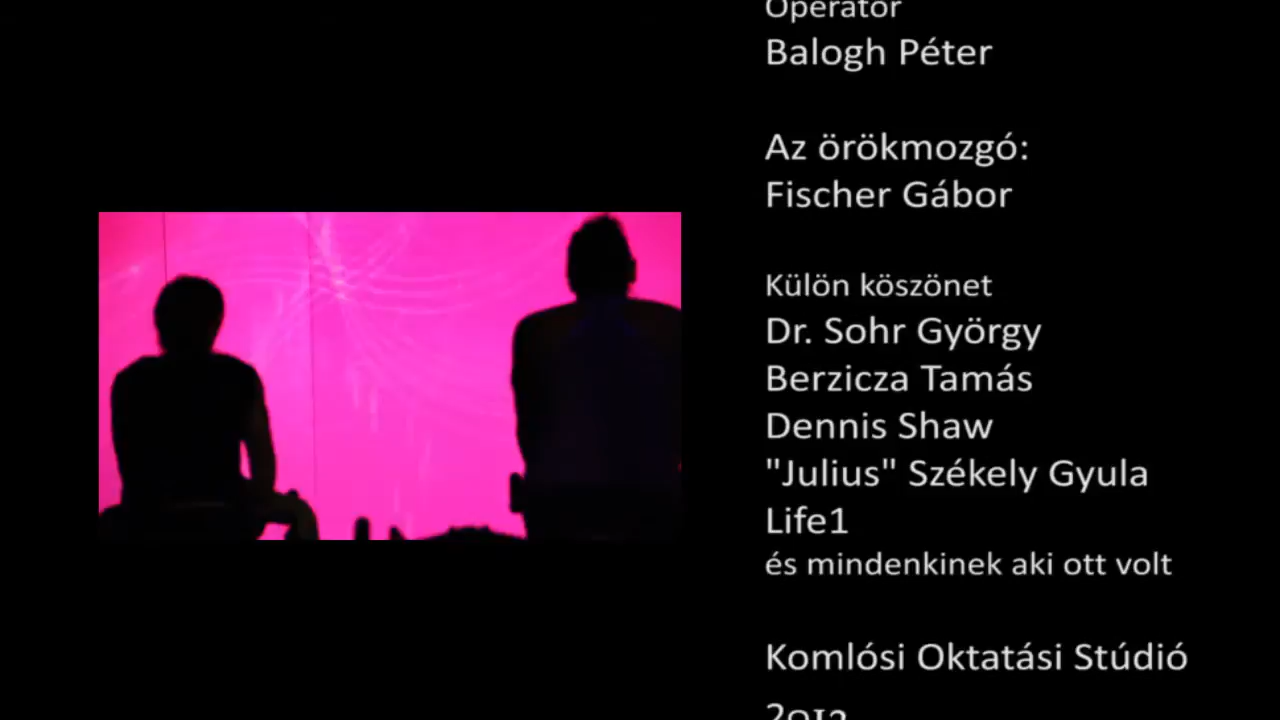 Operatőr
Balogh Péter
Az örökmozgó:
Fischer Gábor
Külön köszönet
Dr. Sohr György
Berzicza Tamás
Dennis Shaw
"Julius" Székely Gyula
Life1
és mindenkinek aki ott volt
Komlósi Oktatási Stúdió